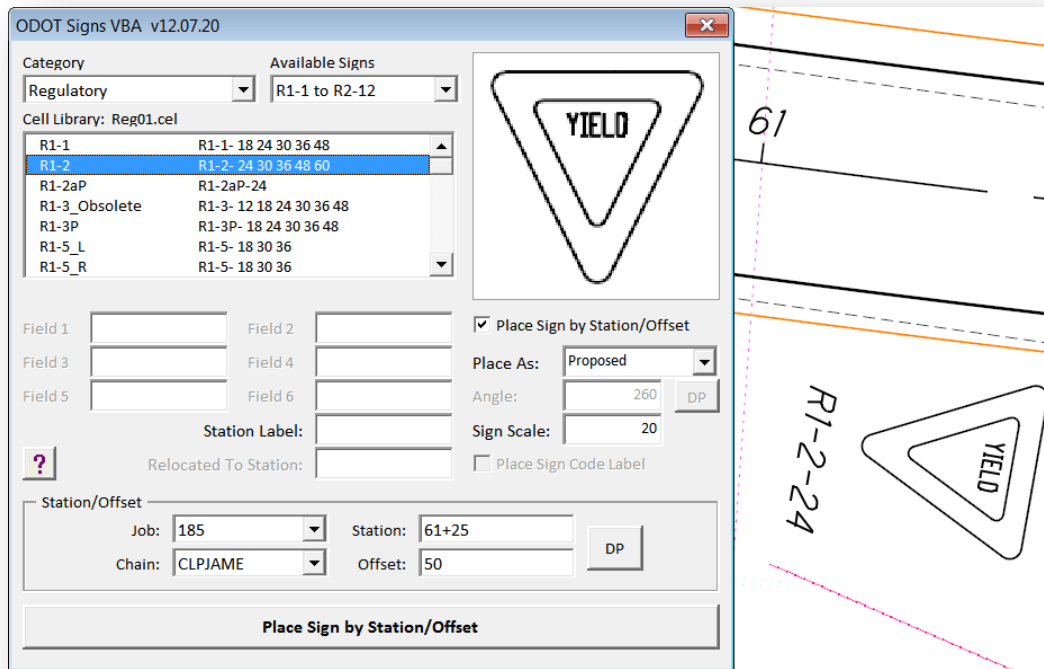 ODOT Signs VBA v12.07.20
Category
Available Signs
Regulatory
R1-1 to R2-12
Cell Library: Reg01.cel
R1-1 R1-1- 18 24 30 36 48
R1-2 R1-2- 24 30 36 48 60
R1-2aP R1-2aP-24
R1-3_Obsolete R1-3- 12 18 24 30 36 48
R1-3P R1-3P- 18 24 30 36 48
R1-5_L R1-5- 18 30 36
R1-5_R R1-5- 18 30 36
YIELD
Field 1
Field 2
Field 3
Field 4
Field 5
Field 6
Station Label:
Relocated To Station:
?
Place Sign by Station/Offset
Place As: Proposed
Angle: 260 DP
Sign Scale: 20
Place Sign Code Label
Station/Offset
Job: 185 Station: 61+25
Chain: CLPJAME Offset: 50
DP
Place Sign by Station/Offset
61
R1-2-24
YIELD